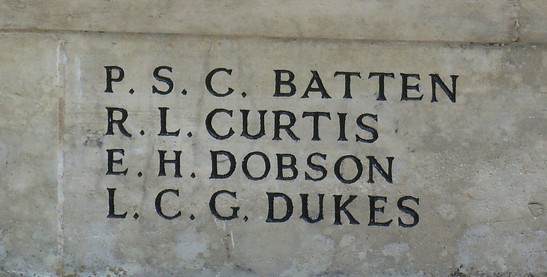 P. S. C. BATTEN
R. L. CURTIS
E. H. DOBSON
L. C. G. DUKES